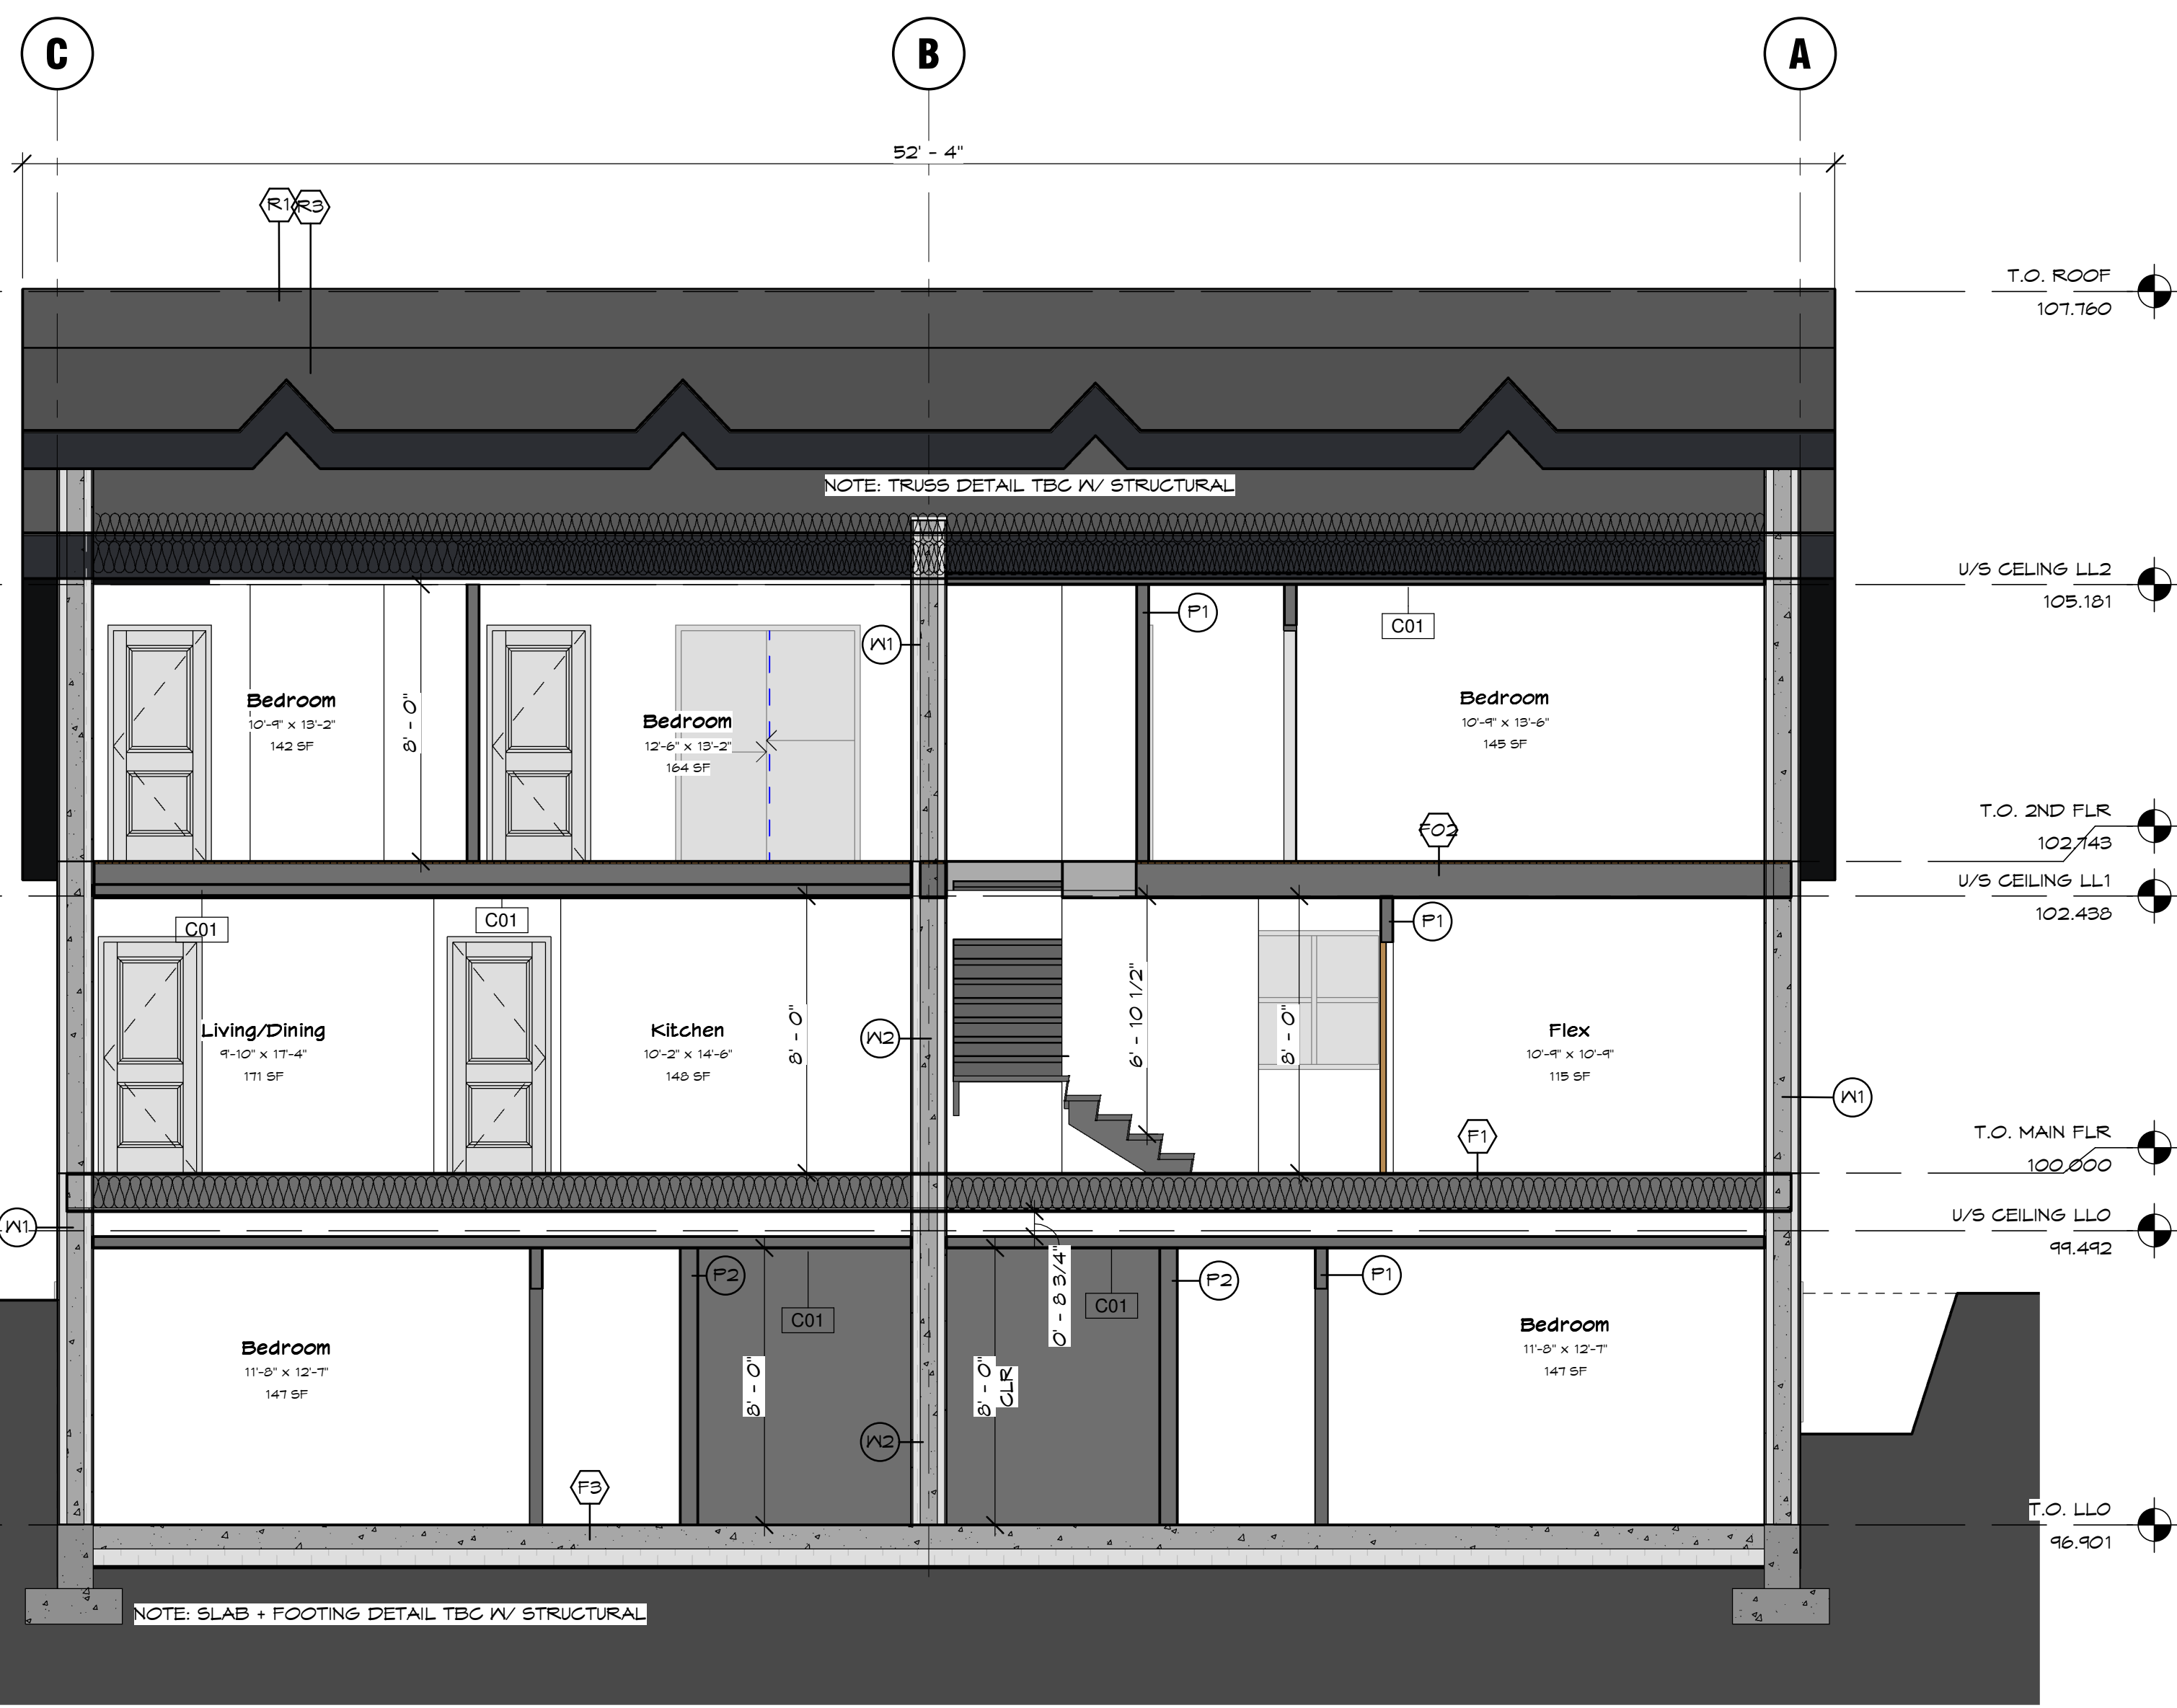 C
B
A
52' - 4"
R1
R3
T.O. ROOF
107.760
NOTE: TRUSS DETAIL TBC W/ STRUCTURAL
U/S CELING LL2
105.181
P1
C01
W1
8' - 0"
Bedroom
10'-9" x 13'-2"
142 SF
Bedroom
12'-6" x 13'-2"
164 SF
Bedroom
10'-9" x 13'-6"
145 SF
T.O. 2ND FLR
102.743
F02
U/S CEILING LL1
102.438
C01
C01
P1
Living/Dining
9'-10" x 17'-4"
171 SF
Kitchen
10'-2" x 14'-6"
148 SF
8' - 0"
W2
6' - 10 1/2"
8' - 0"
Flex
10'-9" x 10'-9"
115 SF
W1
F1
T.O. MAIN FLR
100.000
W1
U/S CEILING LL0
99.492
P2
C01
0' - 8 3/4"
C01
P2
P1
Bedroom
11'-8" x 12'-7"
147 SF
8' - 0"
8' - 0"
CLR
Bedroom
11'-8" x 12'-7"
147 SF
W2
F3
T.O. LL0
96.901
NOTE: SLAB + FOOTING DETAIL TBC W/ STRUCTURAL